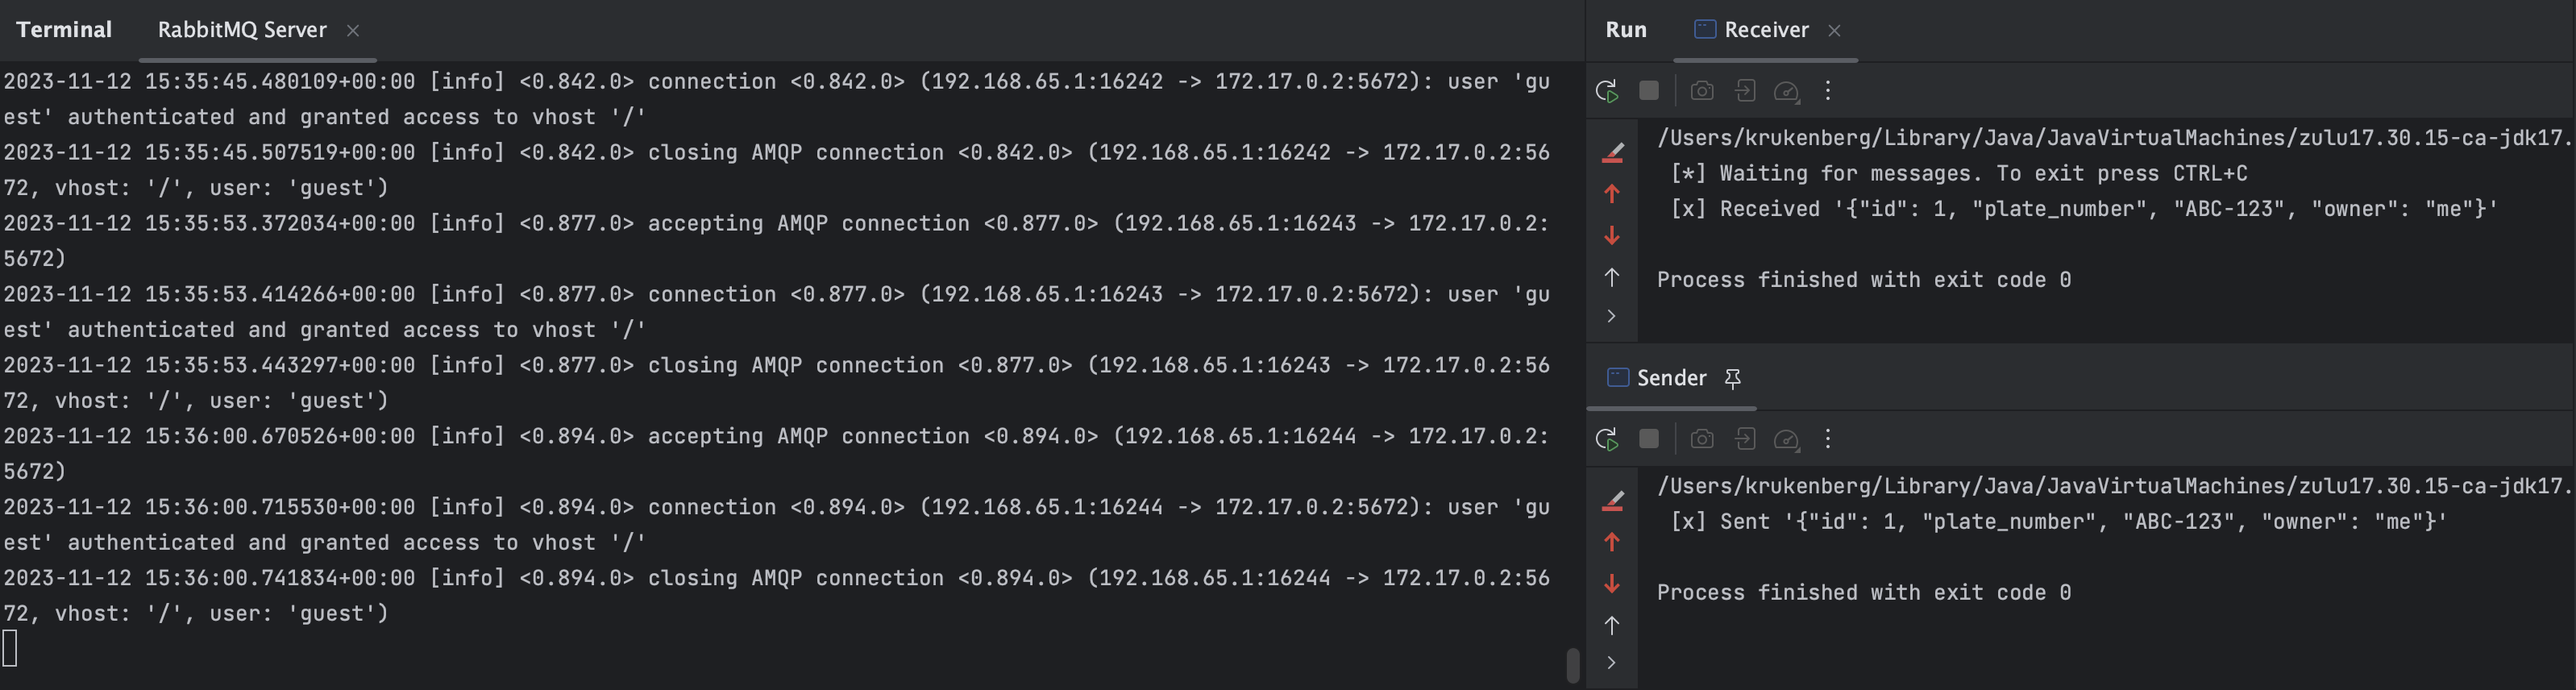 Terminal RabbitMQ Server
2023-11-12 15:35:45.480109+00:00 [info] <0.842.0> connection <0.842.0> (192.168.65.1:16242 -> 172.17.0.2:5672): user 'gu
est' authenticated and granted access to vhost '/'
2023-11-12 15:35:45.507519+00:00 [info] <0.842.0> closing AMQP connection <0.842.0> (192.168.65.1:16242 -> 172.17.0.2:56
72, vhost: '/', user: 'guest')
2023-11-12 15:35:53.372034+00:00 [info] <0.877.0> accepting AMQP connection <0.877.0> (192.168.65.1:16243 -> 172.17.0.2:
5672)
2023-11-12 15:35:53.414266+00:00 [info] <0.877.0> connection <0.877.0> (192.168.65.1:16243 -> 172.17.0.2:5672): user 'gu
est' authenticated and granted access to vhost '/'
2023-11-12 15:35:53.443297+00:00 [info] <0.877.0> closing AMQP connection <0.877.0> (192.168.65.1:16243 -> 172.17.0.2:56
72, vhost: '/', user: 'guest')
2023-11-12 15:36:00.670526+00:00 [info] <0.894.0> accepting AMQP connection <0.894.0> (192.168.65.1:16244 -> 172.17.0.2:
5672)
2023-11-12 15:36:00.715530+00:00 [info] <0.894.0> connection <0.894.0> (192.168.65.1:16244 -> 172.17.0.2:5672): user 'gu
est' authenticated and granted access to vhost '/'
2023-11-12 15:36:00.741834+00:00 [info] <0.894.0> closing AMQP connection <0.894.0> (192.168.65.1:16244 -> 172.17.0.2:56
72, vhost: '/', user: 'guest')
Run Receiver
/Users/krukenberg/Library/Java/JavaVirtualMachines/zulu17.30.15-ca-jdk17.
[*] Waiting for messages. To exit press CTRL+C
[x] Received '{"id": 1, "plate_number", "ABC-123", "owner": "me"}'
Process finished with exit code 0
Sender
/Users/krukenberg/Library/Java/JavaVirtualMachines/zulu17.30.15-ca-jdk17.
[x] Sent '{"id": 1, "plate_number", "ABC-123", "owner": "me"}'
Process finished with exit code 0